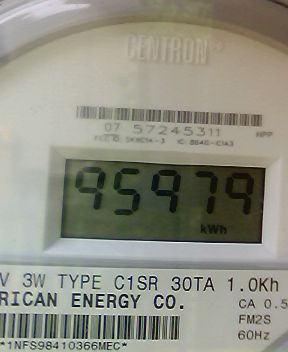 CENTRON
07 57245311 NPP
95979
kWh
V 3W TYPE C1SR 30TA 1.0Kh
RICAN ENERGY CO. CA 0.5
FM2S
*1NFS98410366MEC* 60Hz